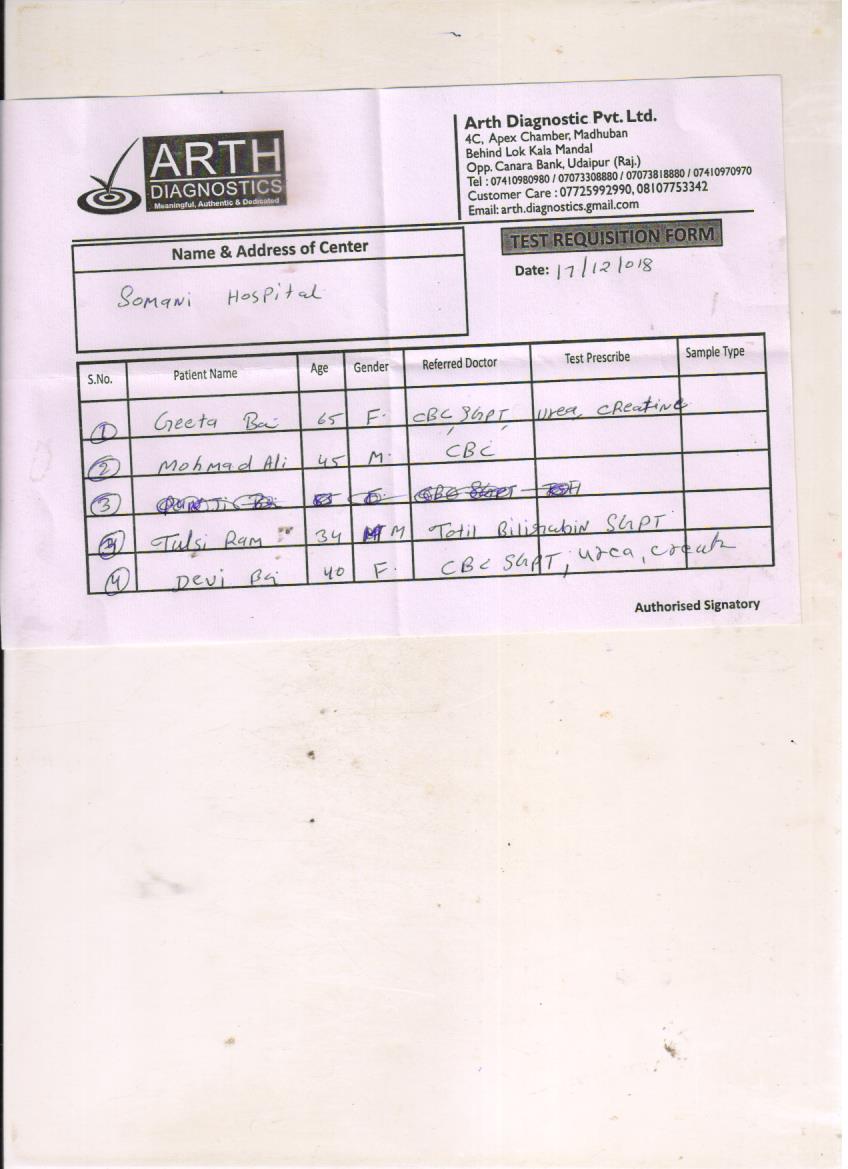 ARTH
DIAGNOSTICS
Meaningful, Authentic & Dedicated
Arth Diagnostic Pvt. Ltd.
4C, Apex Chamber, Madhuban
Behind Lok Kala Mandal
Opp. Canara Bank, Udaipur (Raj.)
Tel : 07410980980 / 07073308880 / 07073818880 / 07410970970
Customer Care : 07725992990, 08107753342
Email: arth.diagnostics.gmail.com
Name & Address of Center
TEST REQUISITION FORM
Date: 17/12/018
Somani Hospital
S.No. Patient Name Age Gender Referred Doctor Test Prescribe Sample Type
1 Geeta Bai 65 F. CBC, SGPT, urea, creatine
2 Mohmad Ali 45 M. CBC
3
Tulsi Ram 34 M Totil Bilirubin SGPT
4 Devi Bai 40 F. CBC SGPT, urea, creati
Authorised Signatory